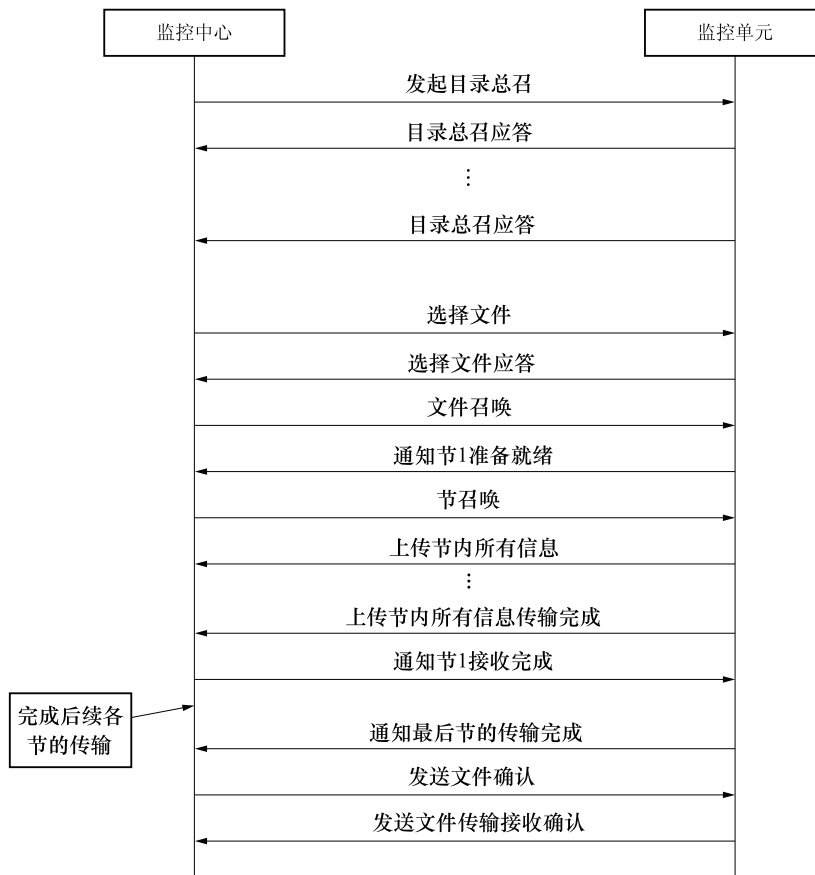 监控中心
监控单元
发起目录总召
目录总召应答
⋮
目录总召应答
选择文件
选择文件应答
文件召唤
通知节1准备就绪
节召唤
上传节内所有信息
⋮
上传节内所有信息传输完成
通知节1接收完成
完成后续各
节的传输
通知最后节的传输完成
发送文件确认
发送文件传输接收确认